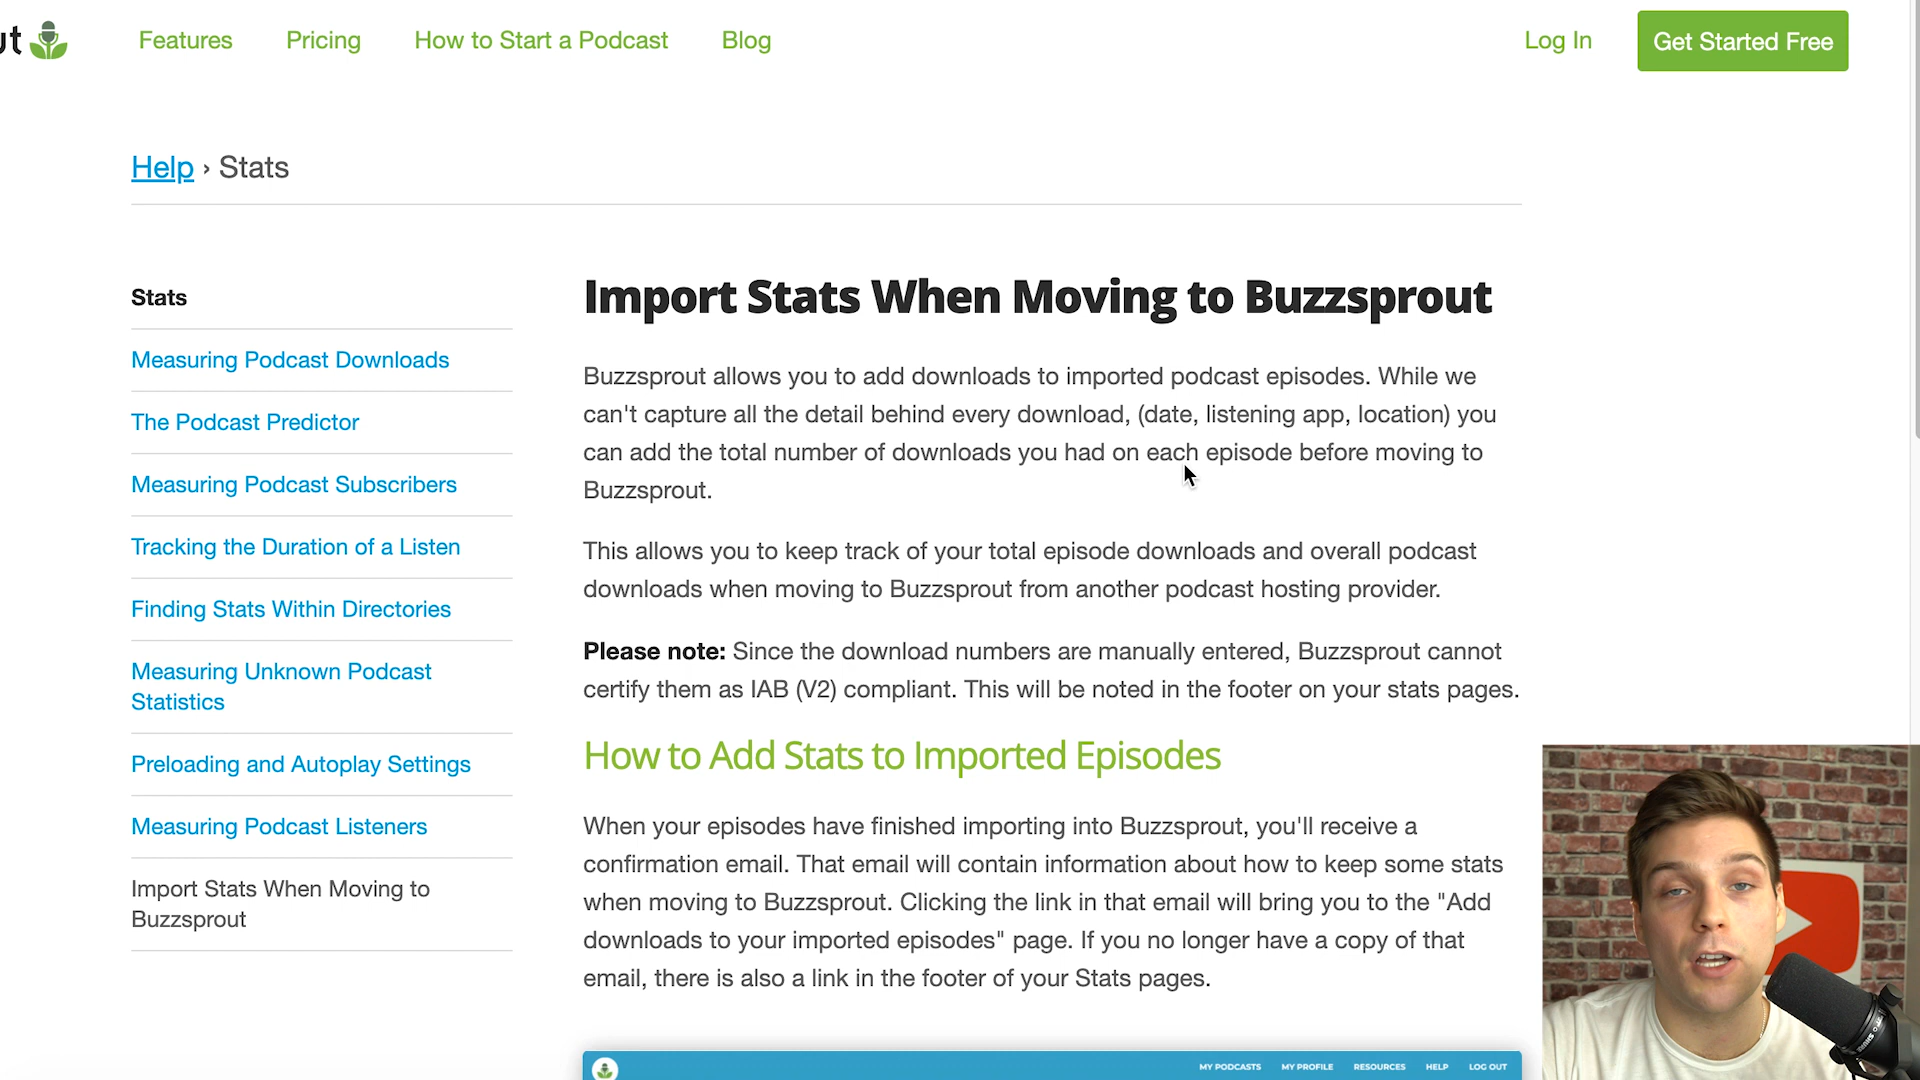 ut
Features
Pricing
How to Start a Podcast
Blog
Log In
Get Started Free
Help › Stats
Stats
Measuring Podcast Downloads
The Podcast Predictor
Measuring Podcast Subscribers
Tracking the Duration of a Listen
Finding Stats Within Directories
Measuring Unknown Podcast
Statistics
Preloading and Autoplay Settings
Measuring Podcast Listeners
Import Stats When Moving to
Buzzsprout
Import Stats When Moving to Buzzsprout
Buzzsprout allows you to add downloads to imported podcast episodes. While we
can't capture all the detail behind every download, (date, listening app, location) you
can add the total number of downloads you had on each episode before moving to
Buzzsprout.
This allows you to keep track of your total episode downloads and overall podcast
downloads when moving to Buzzsprout from another podcast hosting provider.
Please note: Since the download numbers are manually entered, Buzzsprout cannot
certify them as IAB (V2) compliant. This will be noted in the footer on your stats pages.
How to Add Stats to Imported Episodes
When your episodes have finished importing into Buzzsprout, you'll receive a
confirmation email. That email will contain information about how to keep some stats
when moving to Buzzsprout. Clicking the link in that email will bring you to the "Add
downloads to your imported episodes" page. If you no longer have a copy of that
email, there is also a link in the footer of your Stats pages.
MY PODCASTS
MY PROFILE
RESOURCES
HELP
LOG OUT